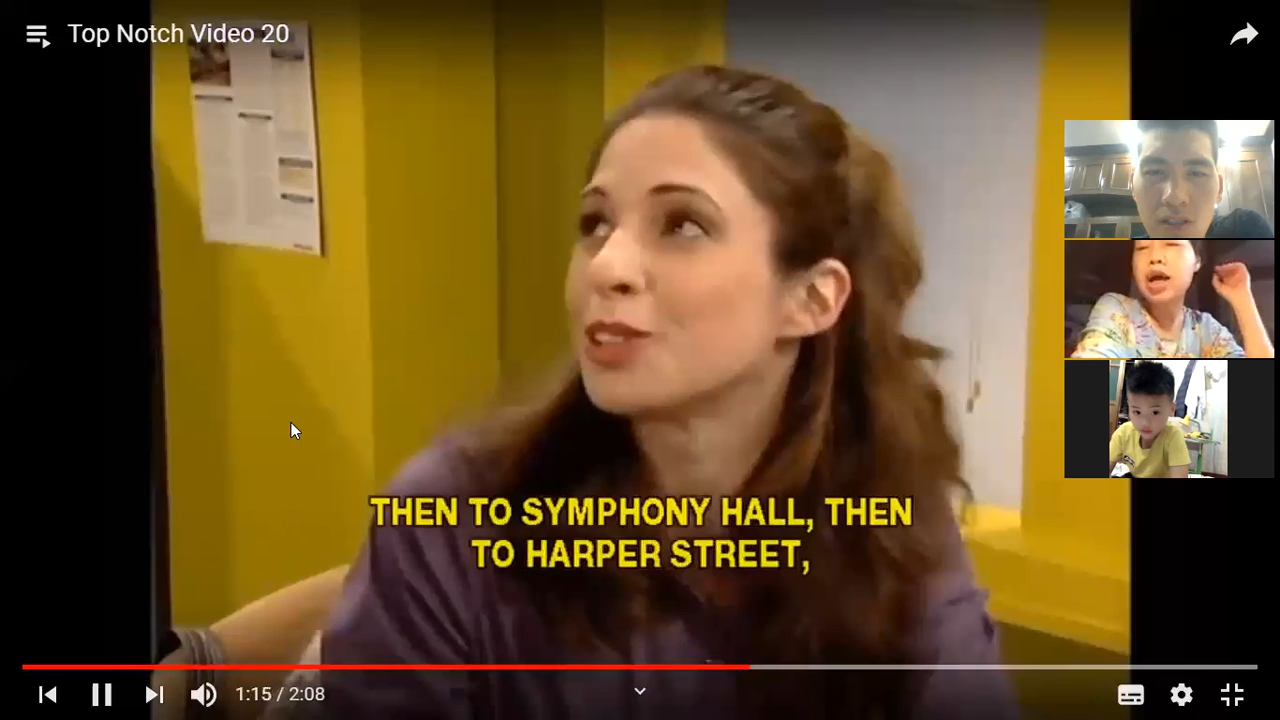 Top Notch Video 20
THEN TO SYMPHONY HALL, THEN
TO HARPER STREET,
1:15 / 2:08